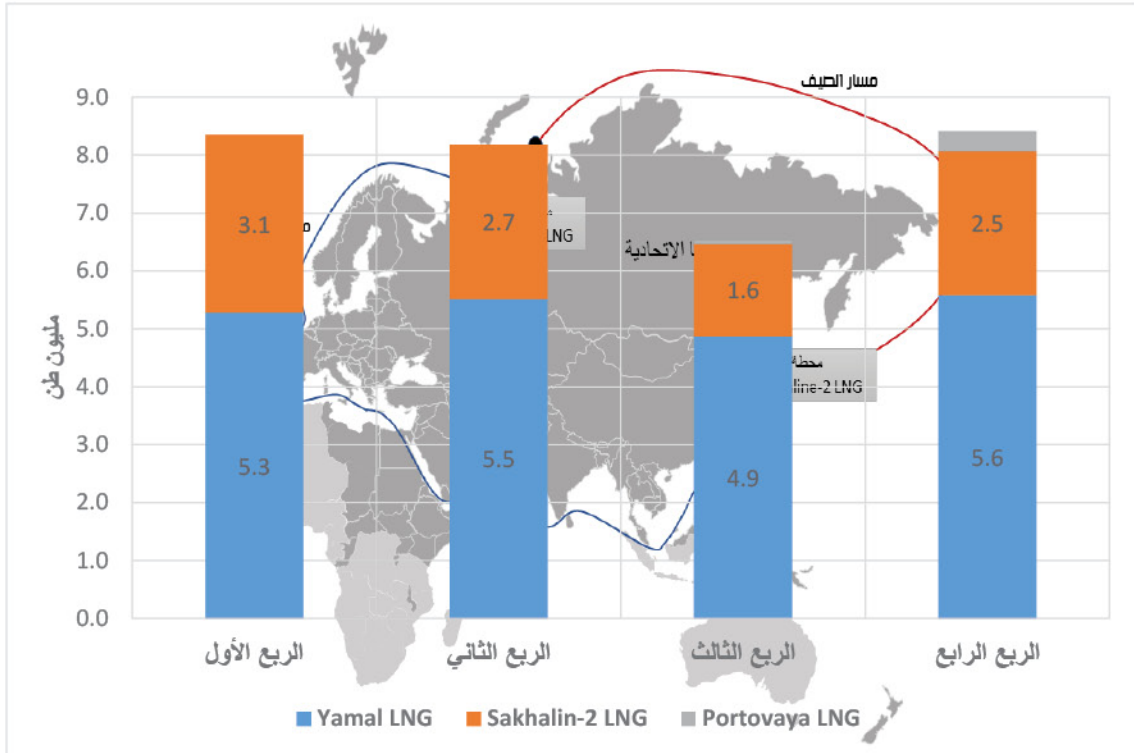 مسار الصيف
9.0
8.0
7.0
6.0
5.0
4.0
3.0
2.0
1.0
0.0
مليون طن
3.1
5.3
2.7
5.5
1.6
4.9
2.5
5.6
LNG
الاتحادية
محطة
line-2 LNG
الربع الأول
الربع الثاني
الربع الثالث
الربع الرابع
Yamal LNG
Sakhalin-2 LNG
Portovaya LNG